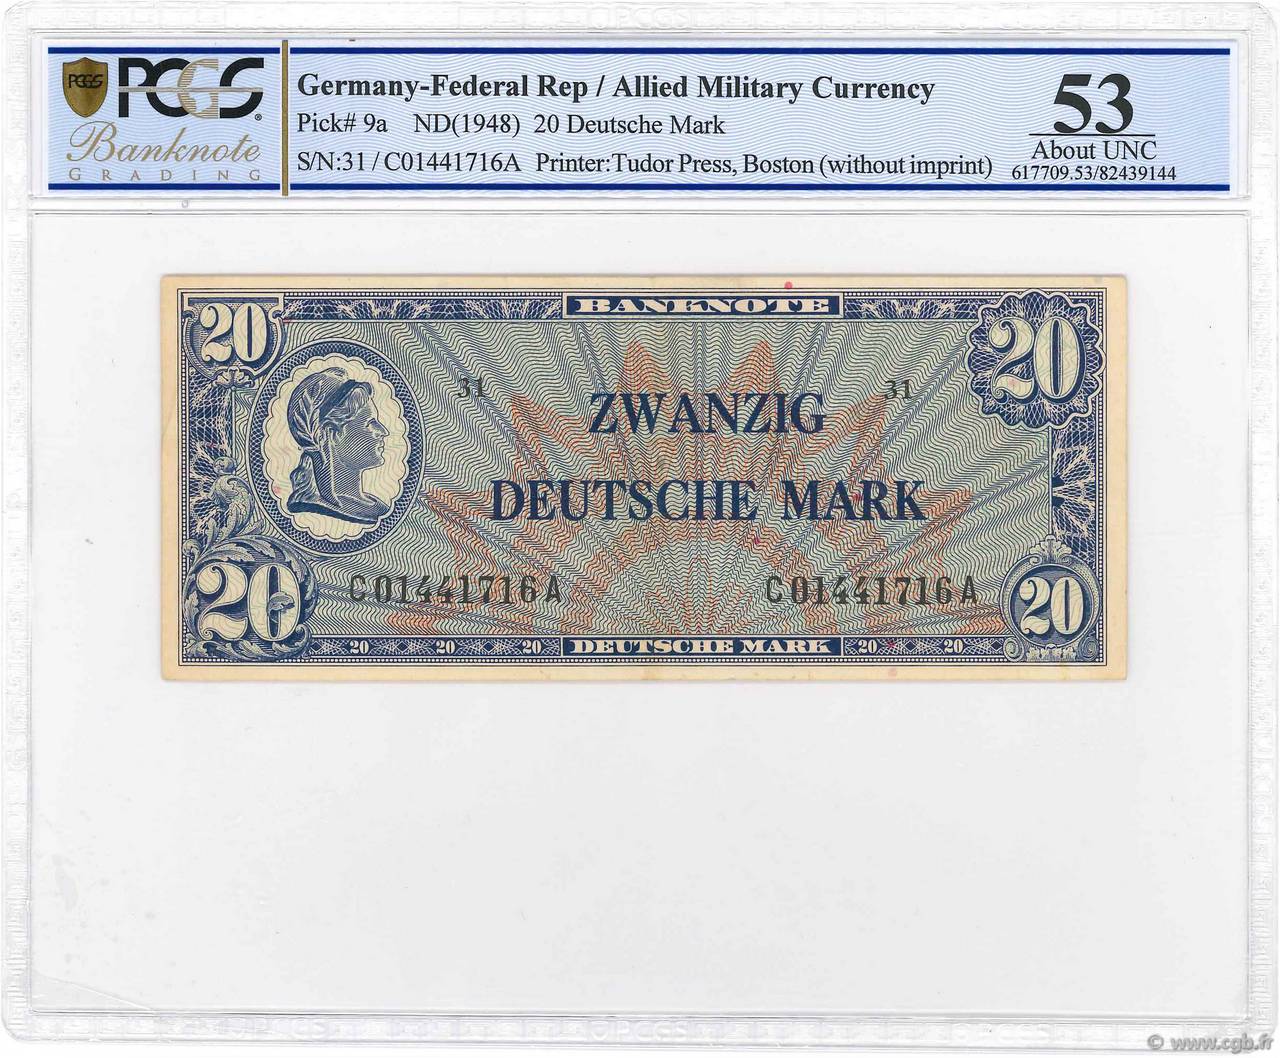 PCGS
PCGS®
Banknote
GRADING
Germany-Federal Rep / Allied Military Currency
Pick# 9a ND(1948) 20 Deutsche Mark
S/N:31 / C01441716A Printer:Tudor Press, Boston (without imprint)
53
About UNC
617709.53/82439144
20 BANKNOTE 20
31 31
ZWANZIG
DEUTSCHE MARK
C01441716A C01441716A
20 20
20 20 20 DEUTSCHE MARK 20 20
© www.cgb.fr